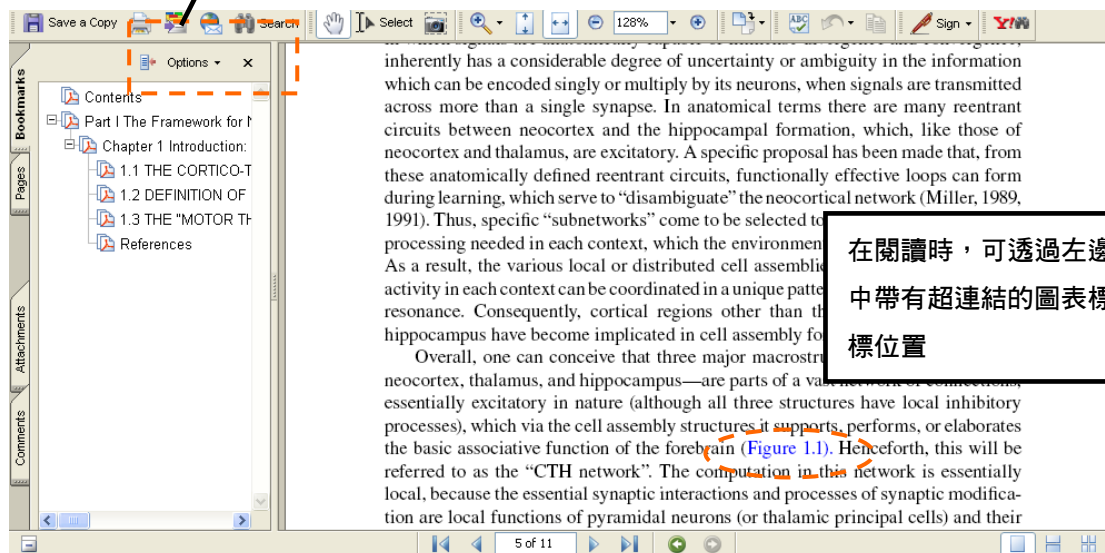 Save a Copy Search Select 128% Sign Y!
Options x
Bookmarks
Pages
Attachments
Comments
Contents
Part I The Framework for
Chapter 1 Introduction:
1.1 THE CORTICO-T
1.2 DEFINITION OF
1.3 THE "MOTOR TH
References
inherently has a considerable degree of uncertainty or ambiguity in the information
which can be encoded singly or multiply by its neurons, when signals are transmitted
across more than a single synapse. In anatomical terms there are many reentrant
circuits between neocortex and the hippocampal formation, which, like those of
neocortex and thalamus, are excitatory. A specific proposal has been made that, from
these anatomically defined reentrant circuits, functionally effective loops can form
during learning, which serve to “disambiguate” the neocortical network (Miller, 1989,
1991). Thus, specific “subnetworks” come to be selected to
processing needed in each context, which the environmen
As a result, the various local or distributed cell assemblie
activity in each context can be coordinated in a unique patte
resonance. Consequently, cortical regions other than th
hippocampus have become implicated in cell assembly fo
Overall, one can conceive that three major macrostru
neocortex, thalamus, and hippocampus—are parts of a vast network of connections,
essentially excitatory in nature (although all three structures have local inhibitory
processes), which via the cell assembly structures it supports, performs, or elaborates
the basic associative function of the forebrain (Figure 1.1). Henceforth, this will be
referred to as the “CTH network”. The computation in this network is essentially
local, because the essential synaptic interactions and processes of synaptic modifica-
tion are local functions of pyramidal neurons (or thalamic principal cells) and their
在閱讀時，可透過左邊
中帶有超連結的圖表標
標位置
5 of 11